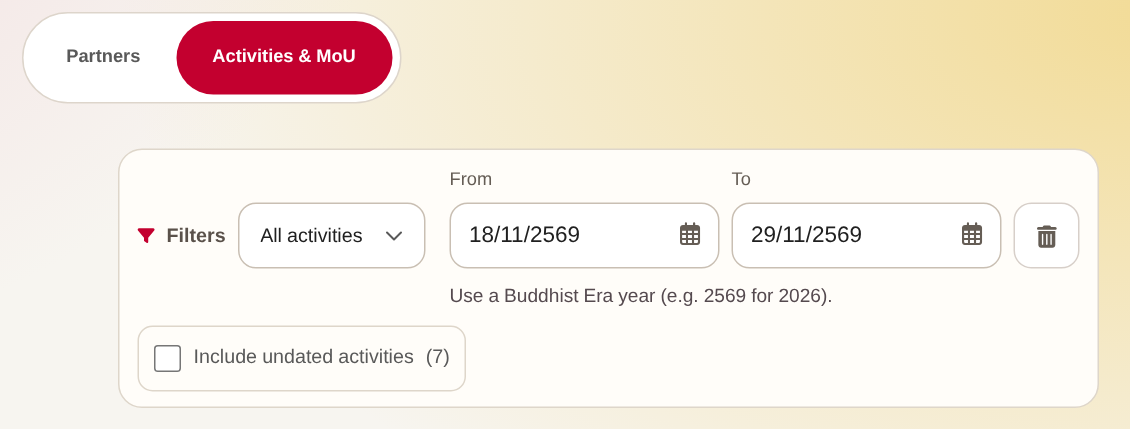 Partners
Activities & MoU
From
To
Filters
All activities
18/11/2569
29/11/2569
Use a Buddhist Era year (e.g. 2569 for 2026).
Include undated activities (7)